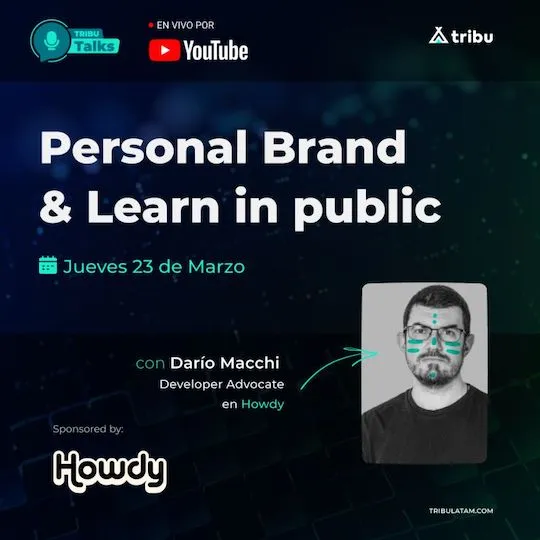 TRIBU
Talks
EN VIVO POR
YouTube
tribu
Personal Brand
& Learn in public
Jueves 23 de Marzo
con Darío Macchi
Developer Advocate
en Howdy
Sponsored by:
Howdy
TRIBULATAM.COM